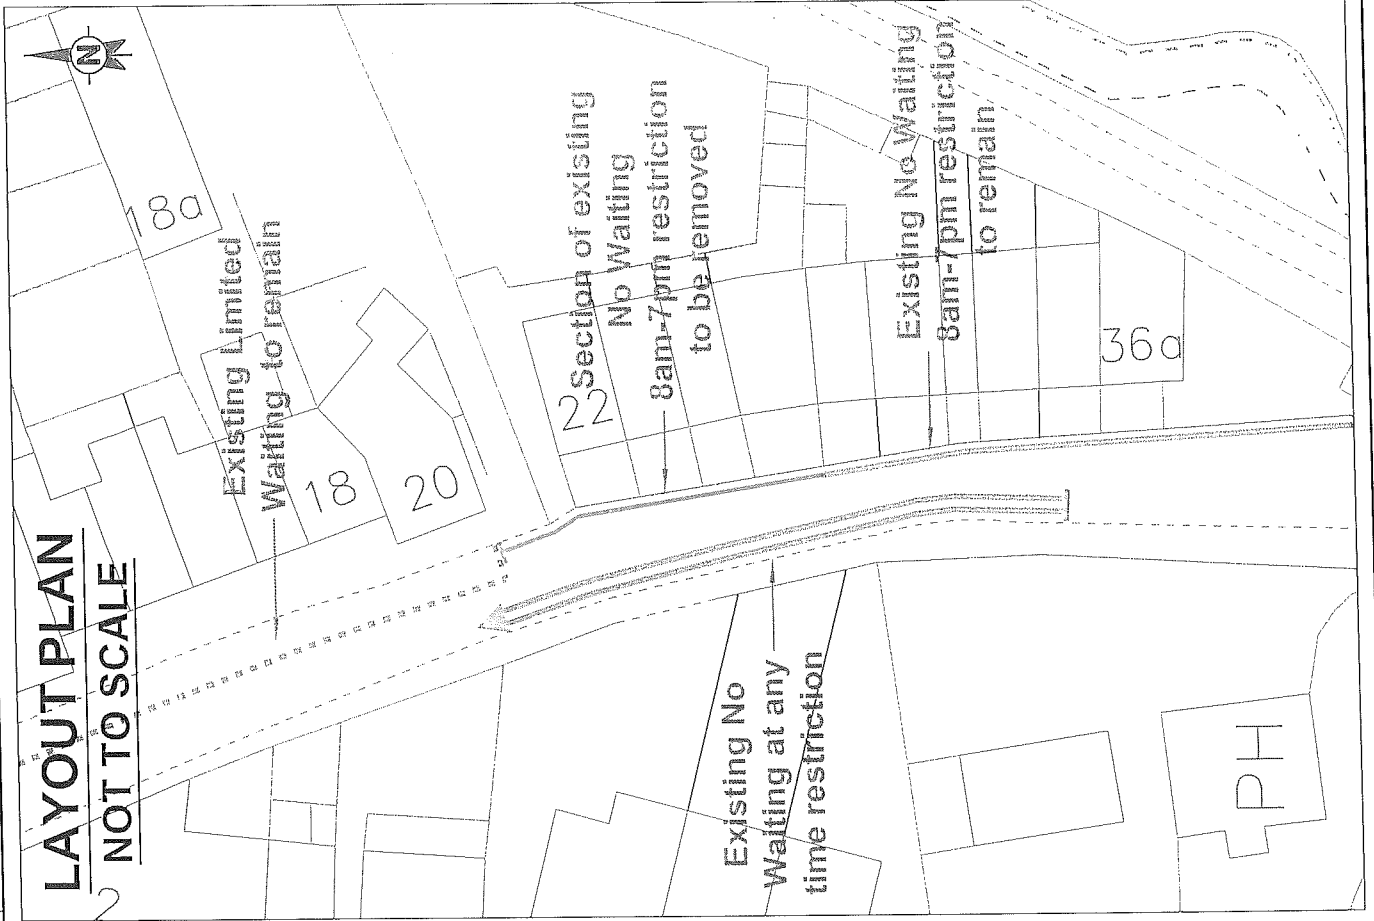 LAYOUT PLAN
NOT TO SCALE
N
18a
Existing Limited
Waiting to remain
18
20
22
Section of existing
No Waiting
8am-7pm restriction
to be removed
Existing No Waiting
8am-7pm restriction
to remain
36a
Existing No
Waiting at any
time restriction
PH
2